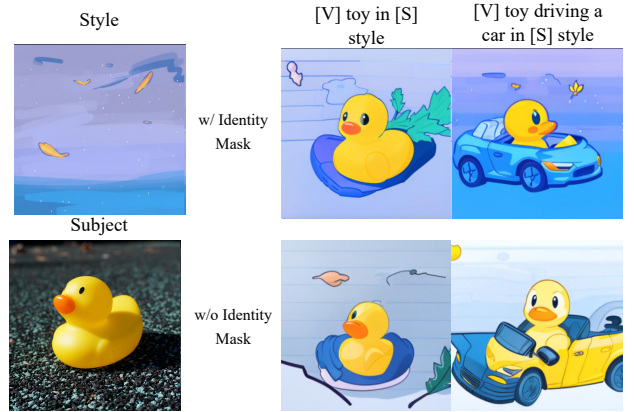 Style
[V] toy in [S]
style
[V] toy driving a
car in [S] style
w/ Identity
Mask
Subject
w/o Identity
Mask